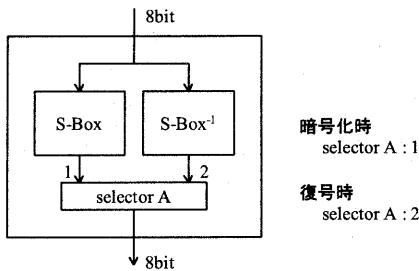 8bit
S-Box
S-Box⁻¹
1
2
selector A
8bit
暗号化時
selector A : 1
復号時
selector A : 2